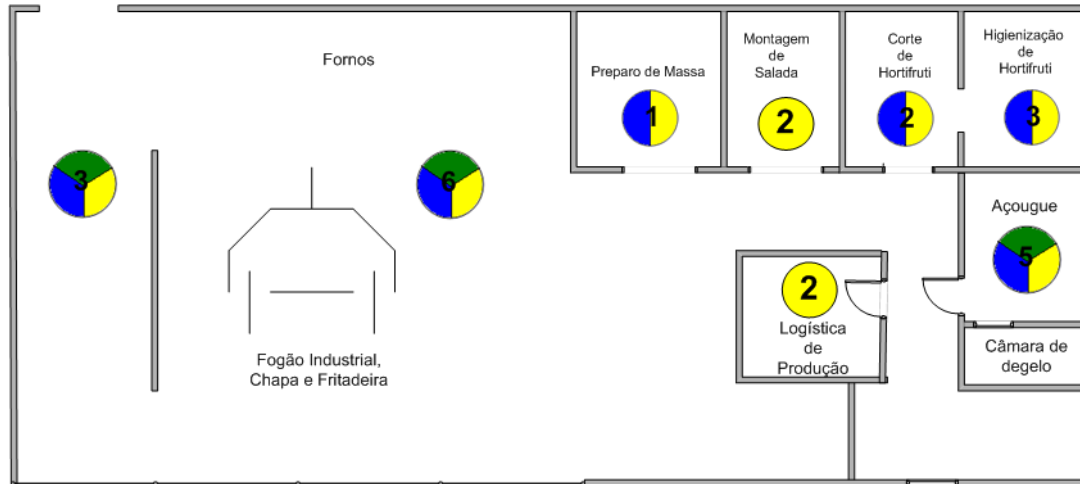 Fornos
Preparo de Massa
1
Montagem
de
Salada
2
Corte
de
Hortifruti
2
Higienização
de
Hortifruti
3
3
6
Açougue
5
2
Logística
de
Produção
Câmara de
degelo
Fogão Industrial,
Chapa e Fritadeira